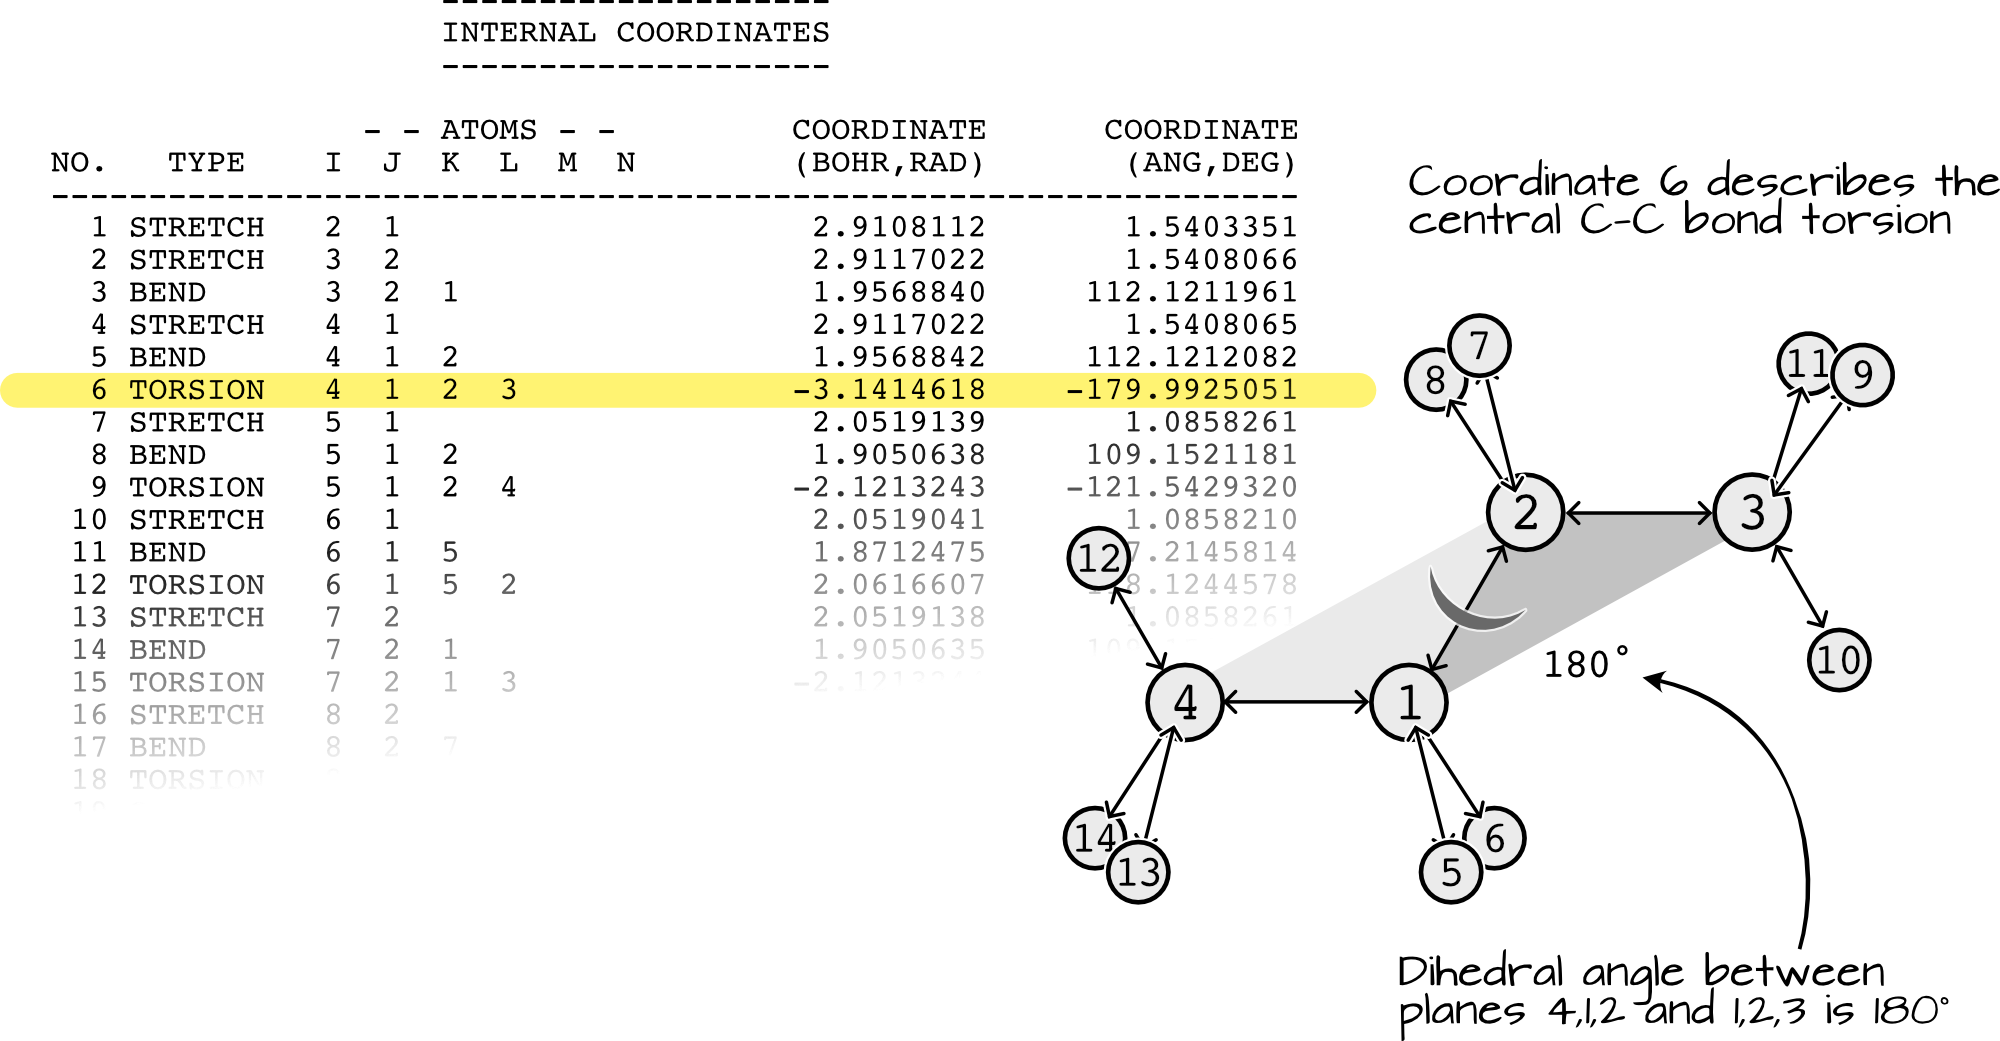 --------------------
INTERNAL COORDINATES
--------------------
- - ATOMS - - COORDINATE COORDINATE
NO. TYPE I J K L M N (BOHR,RAD) (ANG,DEG)
----------------------------------------------------------------
1 STRETCH 2 1 2.9108112 1.5403351
2 STRETCH 3 2 2.9117022 1.5408066
3 BEND 3 2 1 1.9568840 112.1211961
4 STRETCH 4 1 2.9117022 1.5408065
5 BEND 4 1 2 1.9568842 112.1212082
6 TORSION 4 1 2 3 -3.1414618 -179.9925051
7 STRETCH 5 1 2.0519139 1.0858261
8 BEND 5 1 2 1.9050638 109.1521181
9 TORSION 5 1 2 4 -2.1213243 -121.5429320
10 STRETCH 6 1 2.0519041 1.0858210
11 BEND 6 1 5 1.8712475 7.2145814
12 TORSION 6 1 5 2 2.0616607 8.1244578
13 STRETCH 7 2 2.0519138 1.0858261
14 BEND 7 2 1 1.9050635
15 TORSION 7 2 1 3
16 STRETCH 8 2
17 BEND 8 2 7
18 TORSION
19
Coordinate 6 describes the
central C-C bond torsion
7
8
11
9
2
3
12
180°
10
4
1
14
13
6
5
Dihedral angle between
planes 4,1,2 and 1,2,3 is 180°